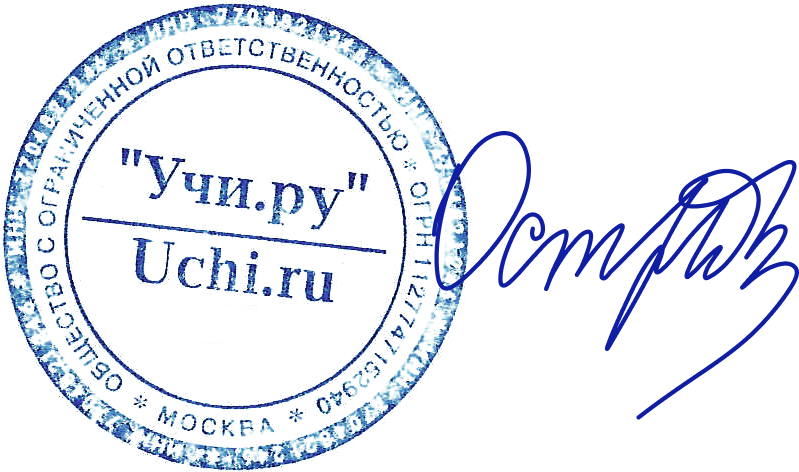 ОБЩЕСТВО С ОГРАНИЧЕННОЙ ОТВЕТСТВЕННОСТЬЮ * ОГРН 1127747152940
* МОСКВА *
"Учи.ру"
Uchi.ru